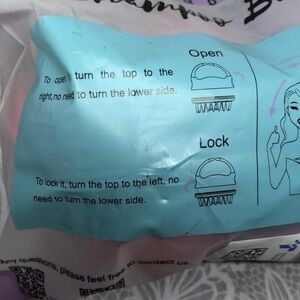 Shampoo B
Open
To open, turn the top to the
right,no need to turn the lower side.
Lock
To lock it, turn the top to the left, no
need to turn the lower side.
Any questions, please feel free to contact us